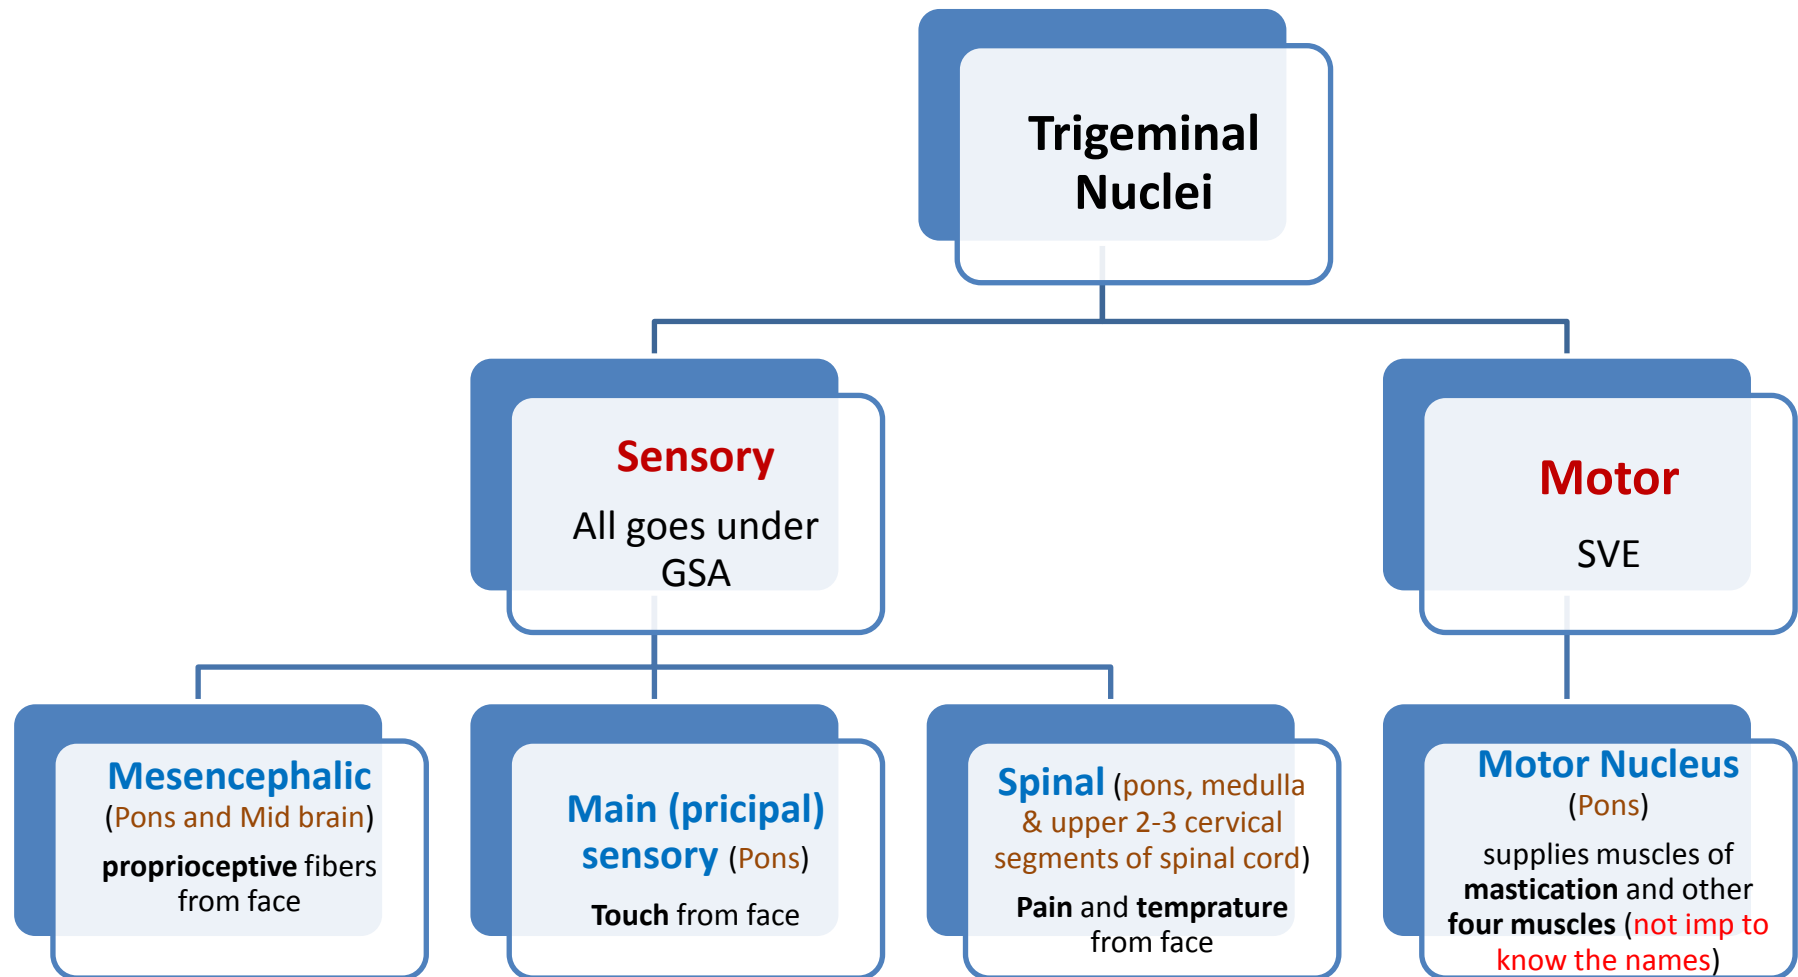 Trigeminal
Nuclei
Sensory
All goes under
GSA
Motor
SVE
Mesencephalic
(Pons and Mid brain)
proprioceptive fibers
from face
Main (pricipal)
sensory (Pons)
Touch from face
Spinal (pons, medulla
& upper 2-3 cervical
segments of spinal cord)
Pain and temprature
from face
Motor Nucleus
(Pons)
supplies muscles of
mastication and other
four muscles (not imp to
know the names)